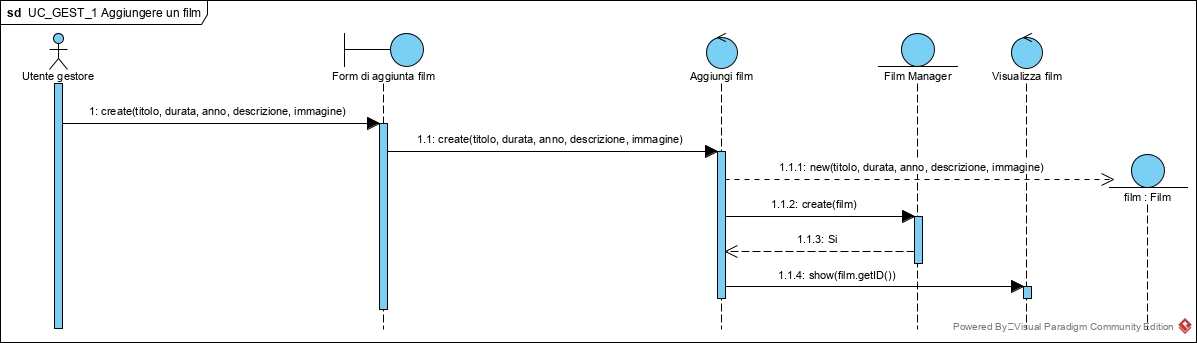 sd UC_GEST_1 Aggiungere un film
Utente gestore
Form di aggiunta film
Aggiungi film
Film Manager
Visualizza film
1: create(titolo, durata, anno, descrizione, immagine)
1.1: create(titolo, durata, anno, descrizione, immagine)
1.1.1: new(titolo, durata, anno, descrizione, immagine)
film : Film
1.1.2: create(film)
1.1.3: Si
1.1.4: show(film.getID())
Powered By Visual Paradigm Community Edition